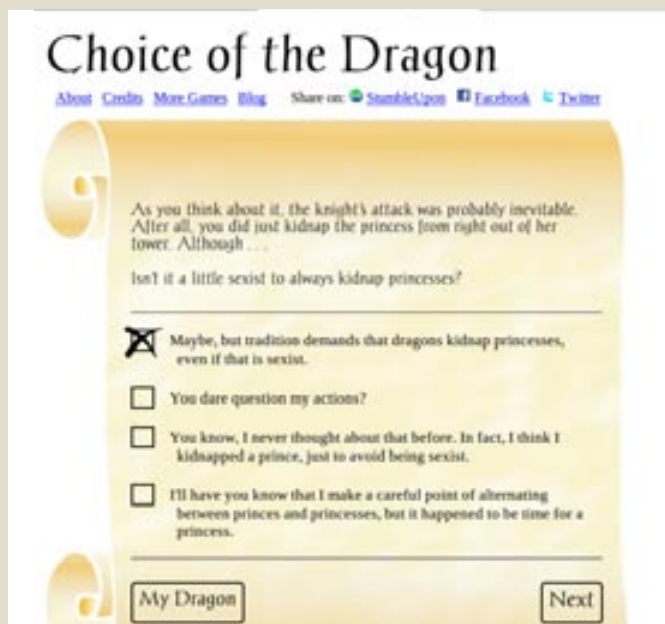 Choice of the Dragon
About Credits More Games Blog Share on: StumbleUpon Facebook Twitter
As you think about it, the knight's attack was probably inevitable.
After all, you did just kidnap the princess from right out of her
tower. Although . . .
Isn't it a little sexist to always kidnap princesses?
Maybe, but tradition demands that dragons kidnap princesses,
even if that is sexist.
You dare question my actions?
You know, I never thought about that before. In fact, I think I
kidnapped a prince, just to avoid being sexist.
I'll have you know that I make a careful point of alternating
between princes and princesses, but it happened to be time for a
princess.
My Dragon Next